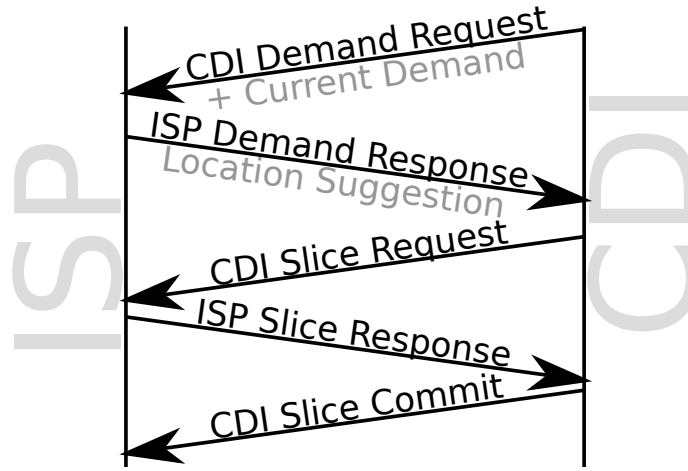 CDI Demand Request
+ Current Demand
ISP Demand Response
Location Suggestion
ISP
CDI
CDI Slice Request
ISP Slice Response
CDI Slice Commit